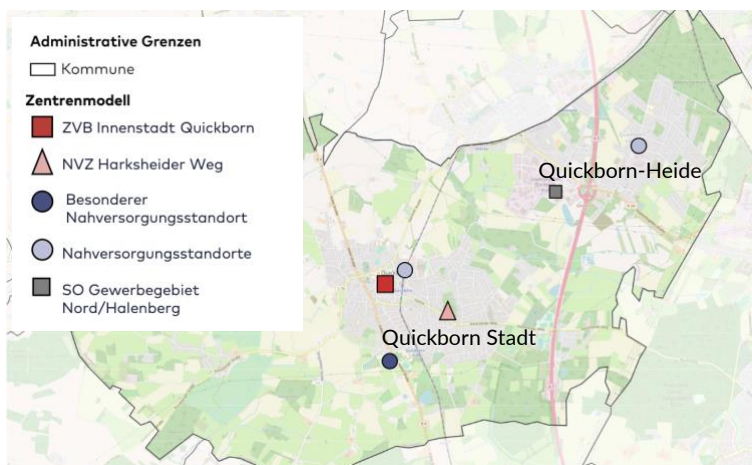 Administrative Grenzen
Kommune
Zentrenmodell
ZVB Innenstadt Quickborn
NVZ Harksheider Weg
Besonderer
Nahversorgungsstandort
Nahversorgungsstandorte
SO Gewerbegebiet
Nord/Halenberg
Quickborn-Heide
Quickborn Stadt